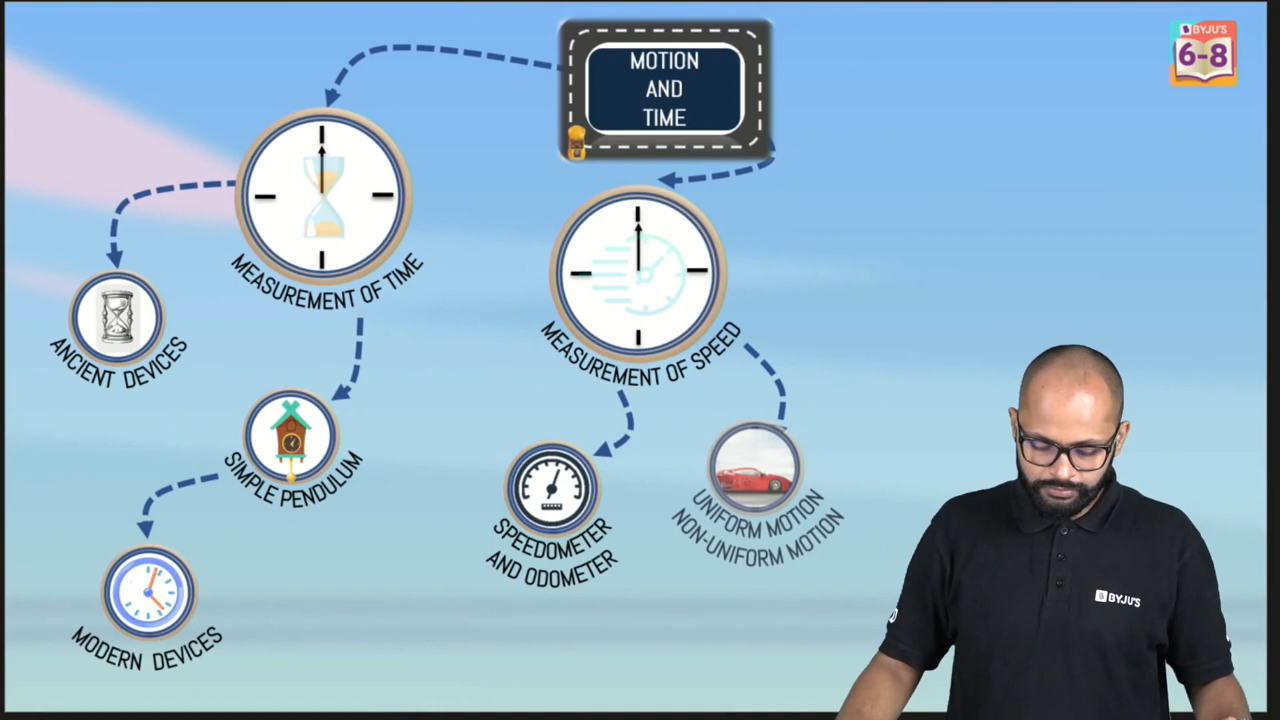 MOTION
AND
TIME
BYJU'S
6-8
MEASUREMENT OF TIME
MEASUREMENT OF SPEED
ANCIENT DEVICES
SIMPLE PENDULUM
SPEEDOMETER
AND ODOMETER
UNIFORM MOTION
NON-UNIFORM MOTION
MODERN DEVICES
BYJU'S